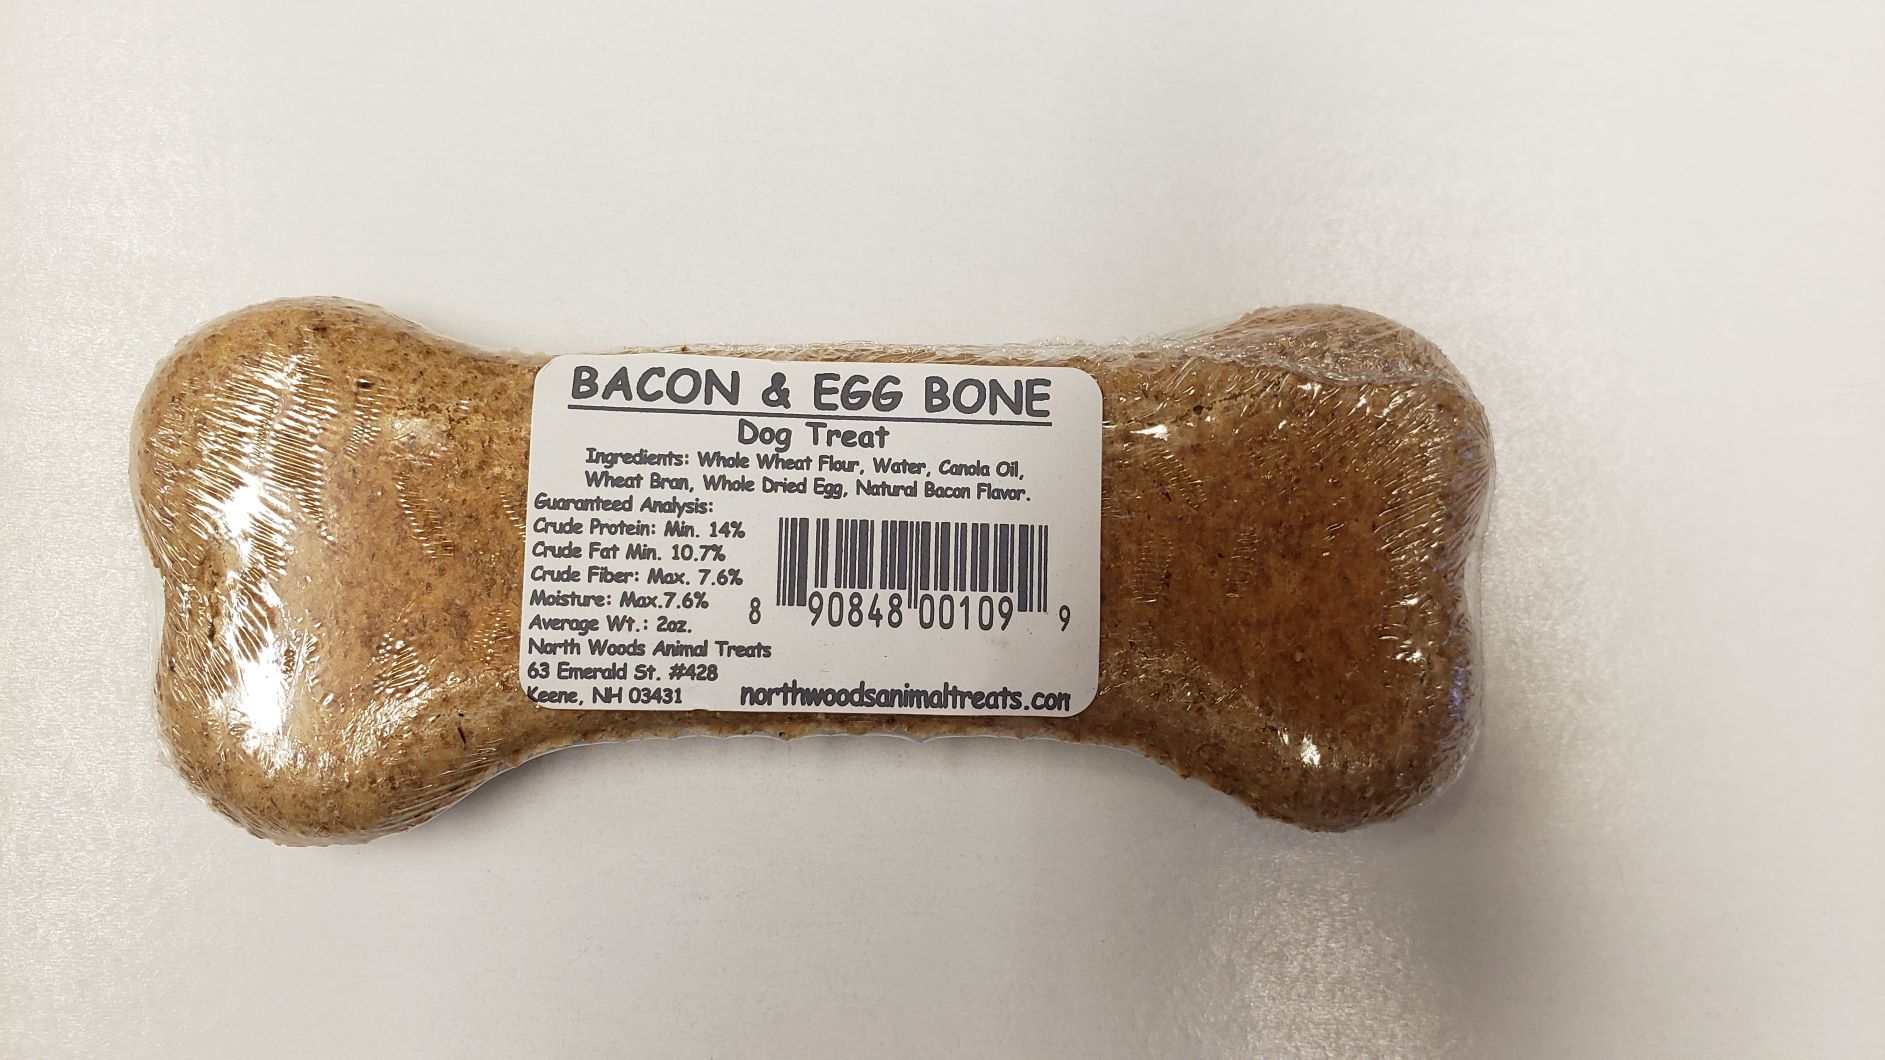 BACON & EGG BONE
Dog Treat
Ingredients: Whole Wheat Flour, Water, Canola Oil,
Wheat Bran, Whole Dried Egg, Natural Bacon Flavor.
Guaranteed Analysis:
Crude Protein: Min. 14%
Crude Fat Min. 10.7%
Crude Fiber: Max. 7.6%
Moisture: Max.7.6%
Average Wt.: 2oz.
North Woods Animal Treats
63 Emerald St. #428
Keene, NH 03431
8 90848 00109 9
northwoodsanimaltreats.com